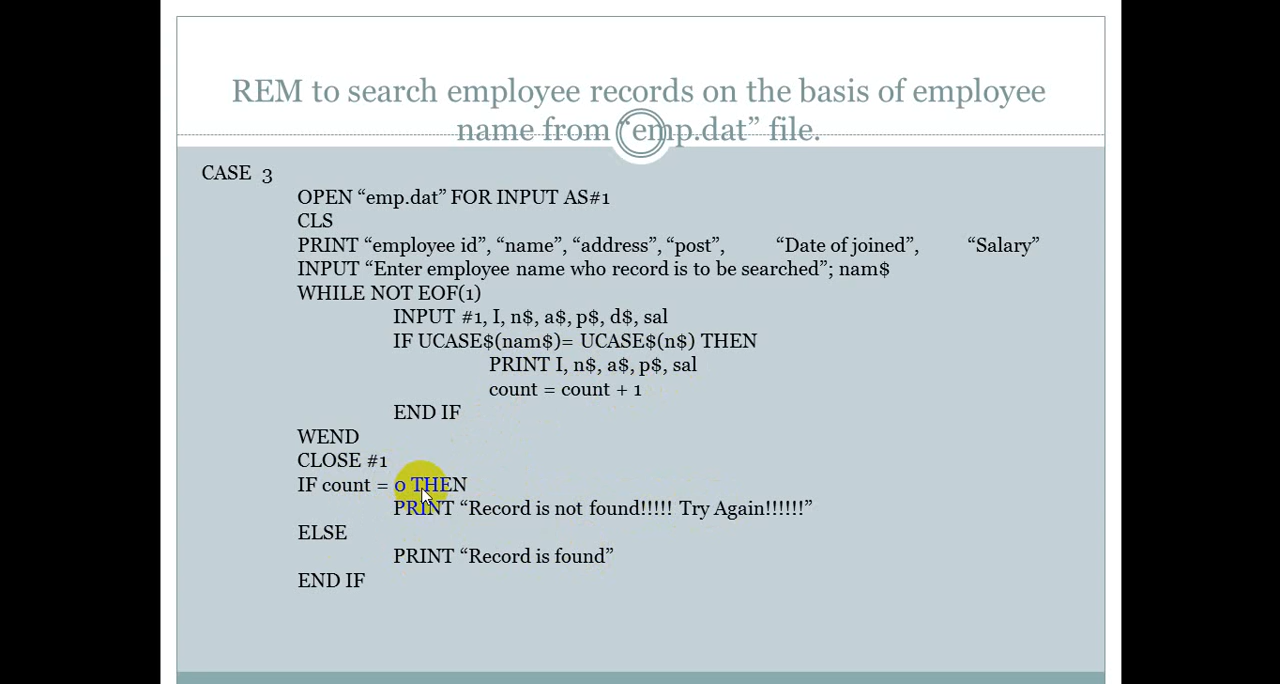 REM to search employee records on the basis of employee
name from “emp.dat” file.
CASE 3
OPEN “emp.dat” FOR INPUT AS#1
CLS
PRINT “employee id”, “name”, “address”, “post”, “Date of joined”, “Salary”
INPUT “Enter employee name who record is to be searched”; nam$
WHILE NOT EOF(1)
INPUT #1, I, n$, a$, p$, d$, sal
IF UCASE$(nam$)= UCASE$(n$) THEN
PRINT I, n$, a$, p$, sal
count = count + 1
END IF
WEND
CLOSE #1
IF count = 0 THEN
PRINT “Record is not found!!!!! Try Again!!!!!!”
ELSE
PRINT “Record is found”
END IF